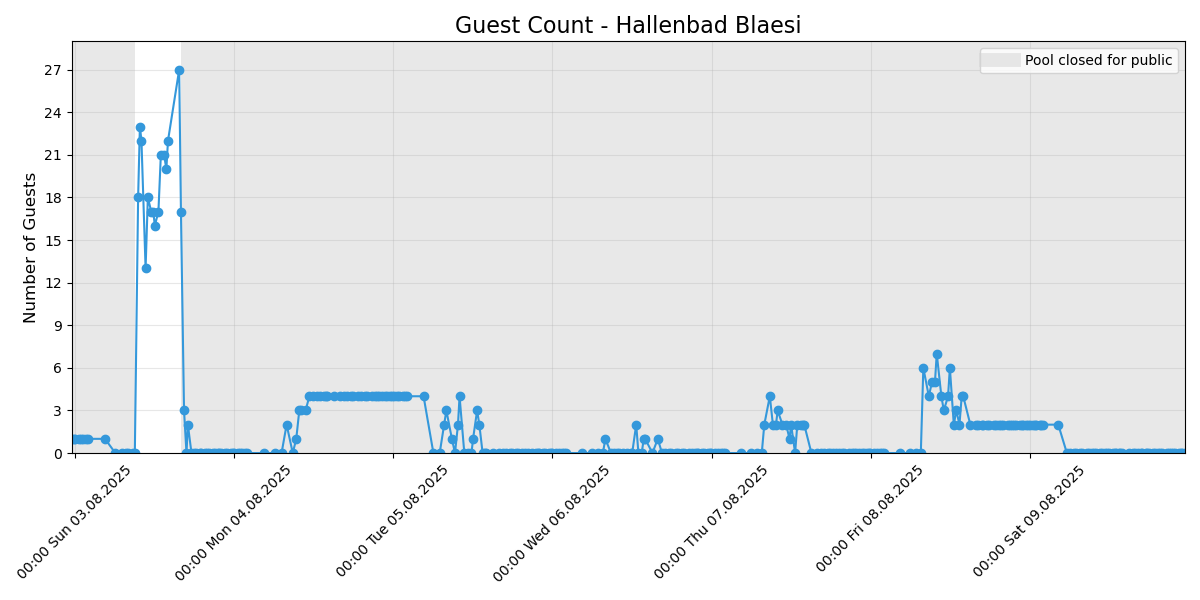 Guest Count - Hallenbad Blaesi
Pool closed for public
Number of Guests
27
24
21
18
15
12
9
6
3
0
00:00 Sun 03.08.2025
00:00 Mon 04.08.2025
00:00 Tue 05.08.2025
00:00 Wed 06.08.2025
00:00 Thu 07.08.2025
00:00 Fri 08.08.2025
00:00 Sat 09.08.2025